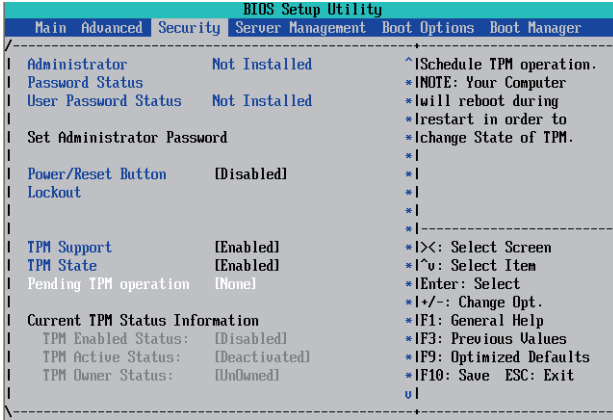 BIOS Setup Utility
Main Advanced Security Server Management Boot Options Boot Manager
Administrator Not Installed
Password Status
User Password Status Not Installed
Set Administrator Password
Power/Reset Button [Disabled]
Lockout
TPM Support [Enabled]
TPM State [Enabled]
Pending TPM operation [None]
Current TPM Status Information
TPM Enabled Status: [Disabled]
TPM Active Status: [Deactivated]
TPM Owner Status: [UnOwned]
Schedule TPM operation.
NOTE: Your Computer
will reboot during
restart in order to
change State of TPM.
><: Select Screen
^v: Select Item
Enter: Select
+/-: Change Opt.
F1: General Help
F3: Previous Values
F9: Optimized Defaults
F10: Save ESC: Exit